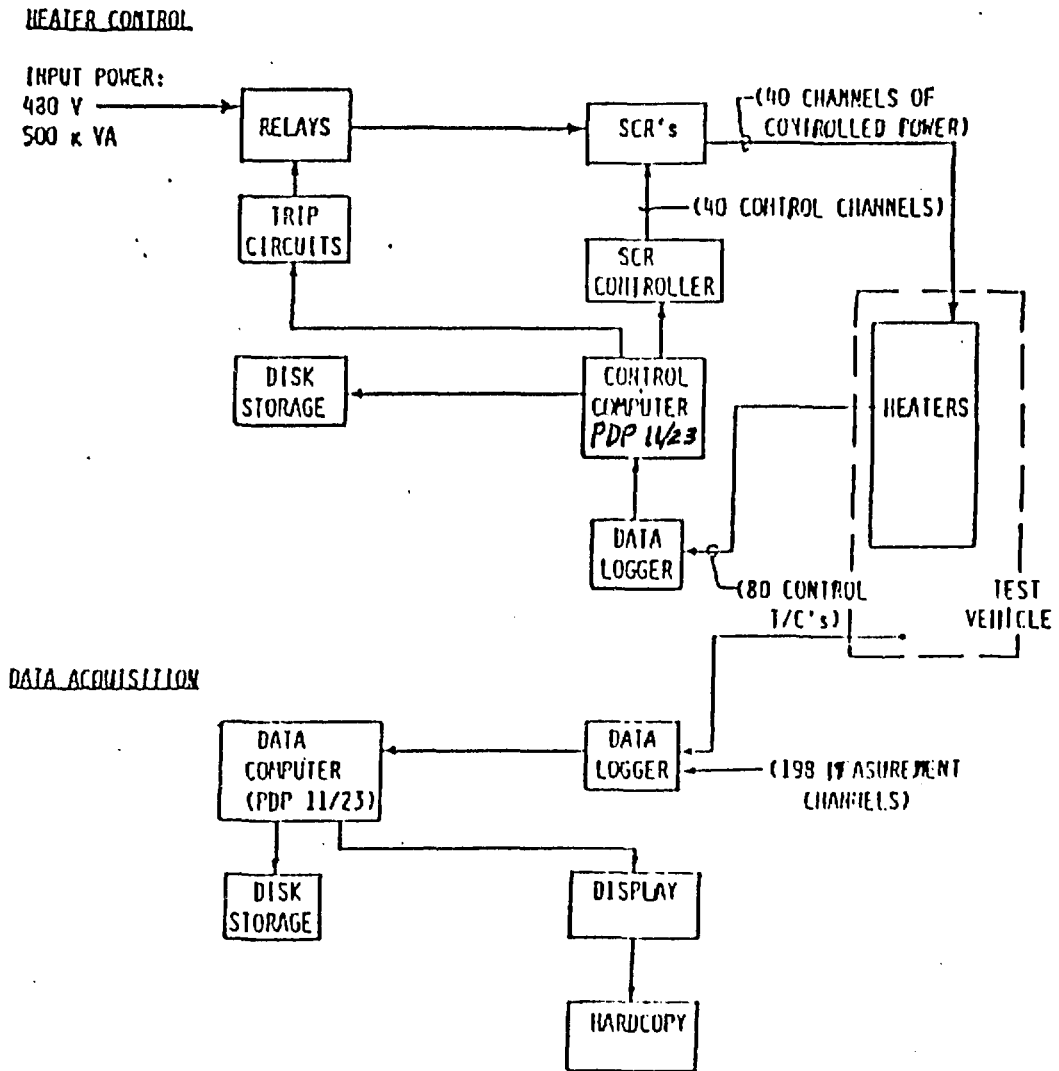 HEATER CONTROL
INPUT POWER:
480 V
500 K VA
RELAYS
SCR's
(40 CHANNELS OF
CONTROLLED POWER)
TRIP
CIRCUITS
(40 CONTROL CHANNELS)
SCR
CONTROLLER
DISK
STORAGE
CONTROL
COMPUTER
PDP 11/23
HEATERS
DATA
LOGGER
(80 CONTROL
T/C's)
TEST
VEHICLE
DATA ACQUISITION
DATA
COMPUTER
(PDP 11/23)
DATA
LOGGER
(198 MEASUREMENT
CHANNELS)
DISK
STORAGE
DISPLAY
HARDCOPY